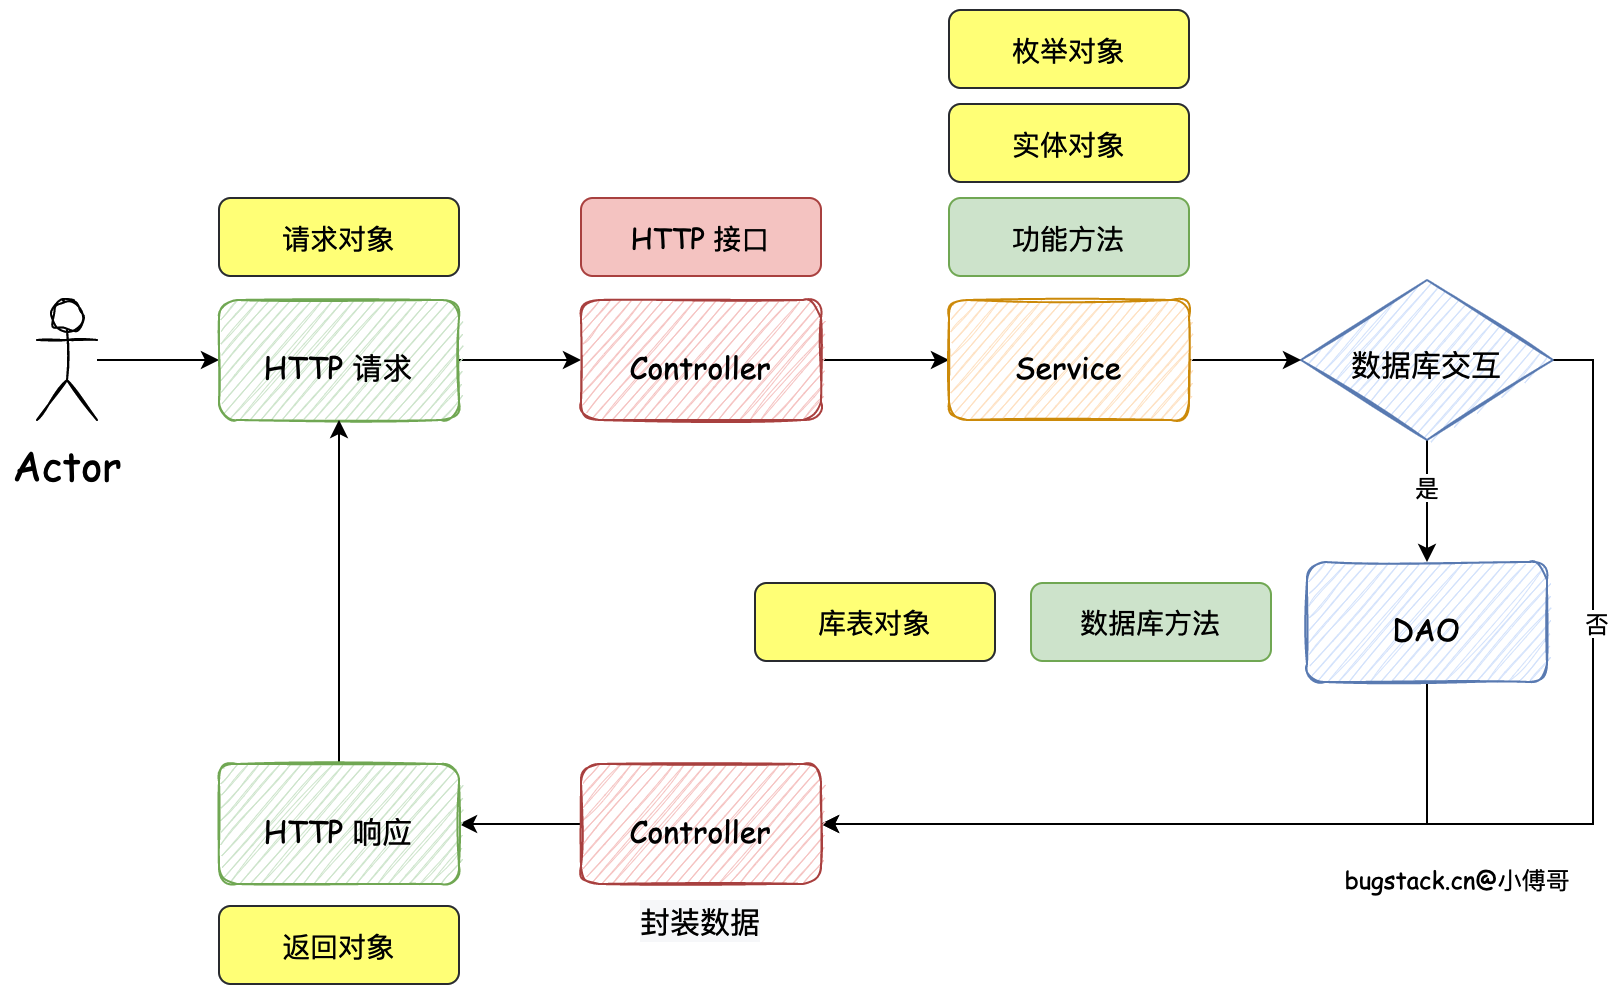 枚举对象
实体对象
请求对象
HTTP 接口
功能方法
HTTP 请求
Controller
Service
数据库交互
Actor
是
库表对象
数据库方法
DAO
否
HTTP 响应
Controller
bugstack.cn@小傅哥
封装数据
返回对象